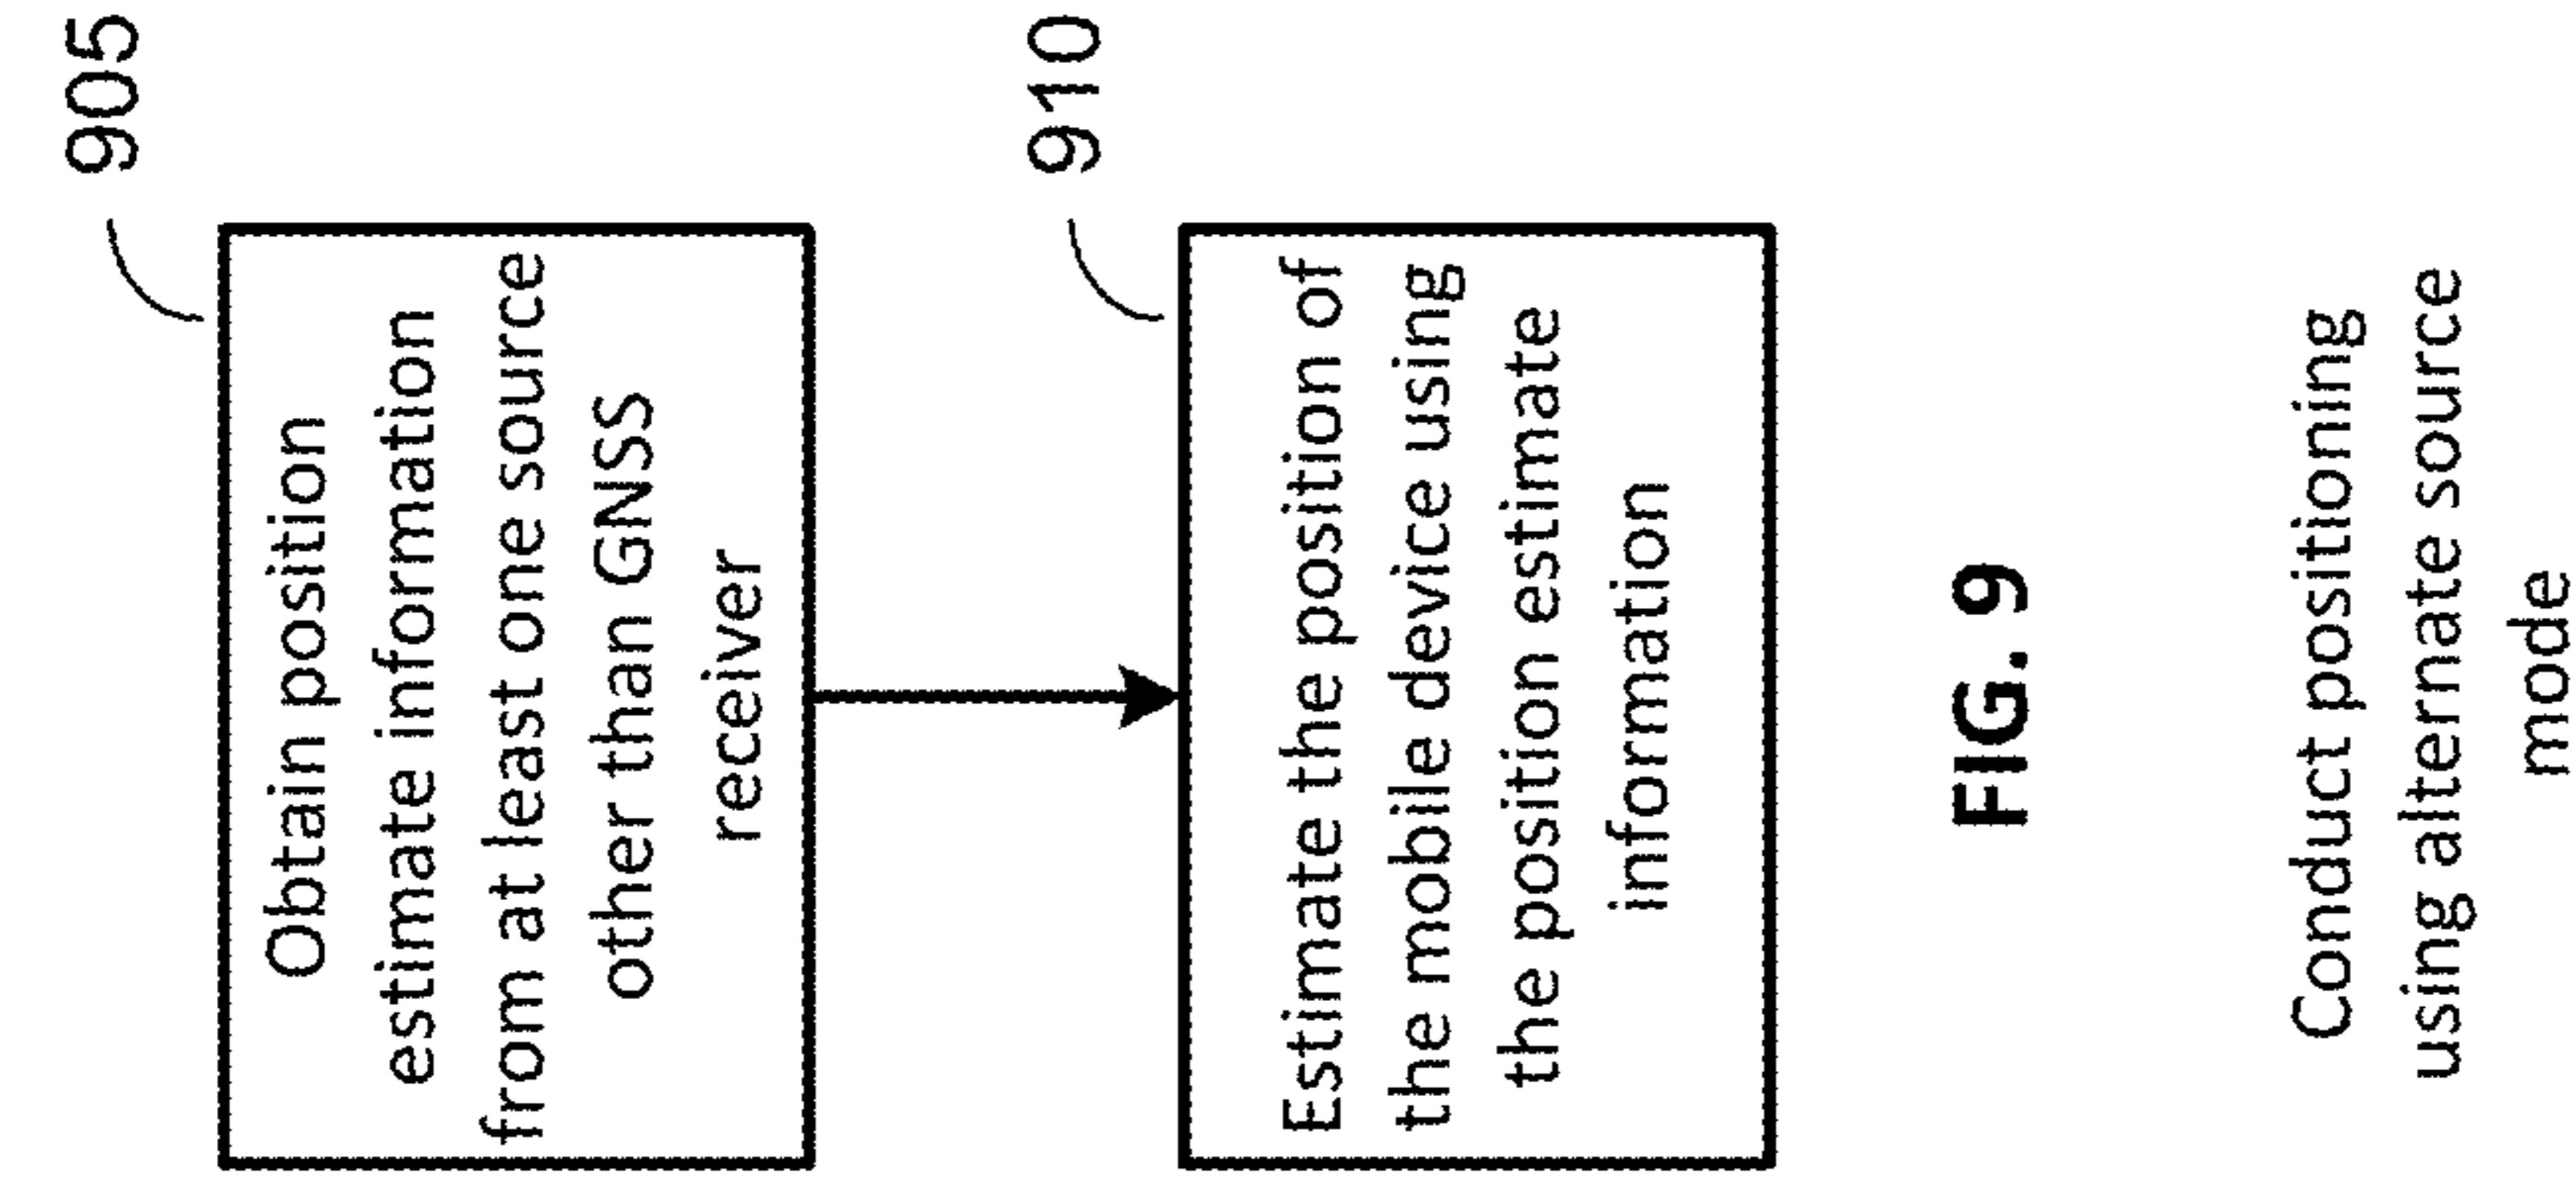 905
Obtain position
estimate information
from at least one source
other than GNSS
receiver
910
Estimate the position of
the mobile device using
the position estimate
information
FIG. 9
Conduct positioning
using alternate source
mode